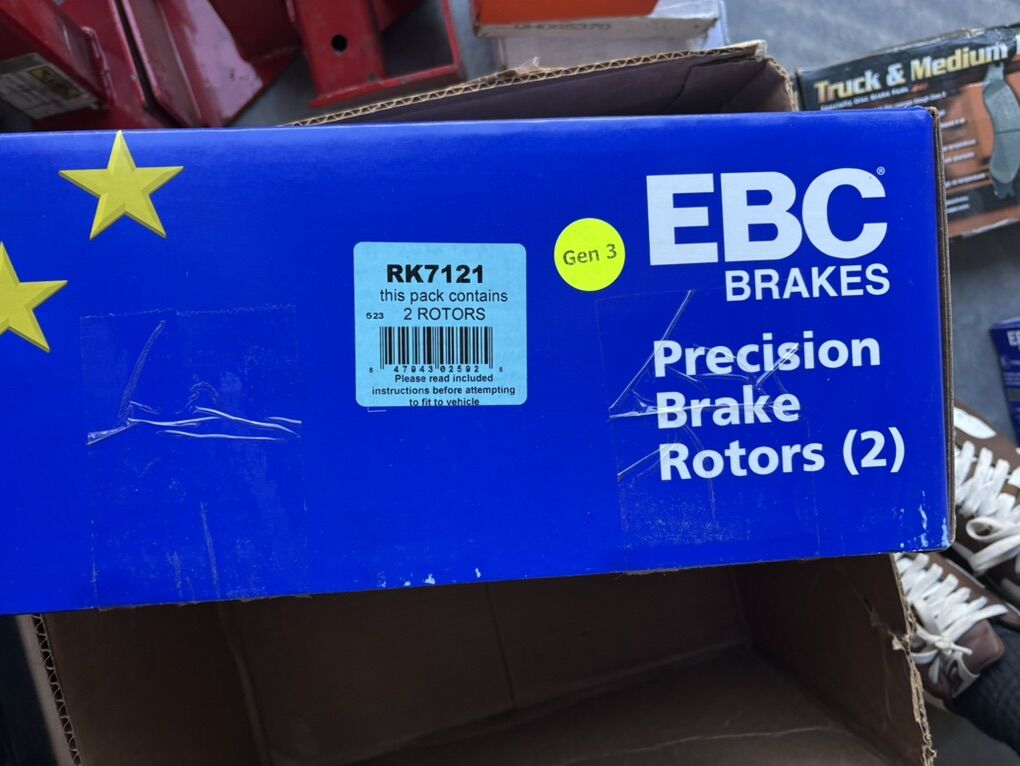 Truck & Medium
EBC®
BRAKES
Gen 3
RK7121
this pack contains
523 2 ROTORS
8 47943 02592 5
Please read included
instructions before attempting
to fit to vehicle
Precision
Brake
Rotors (2)